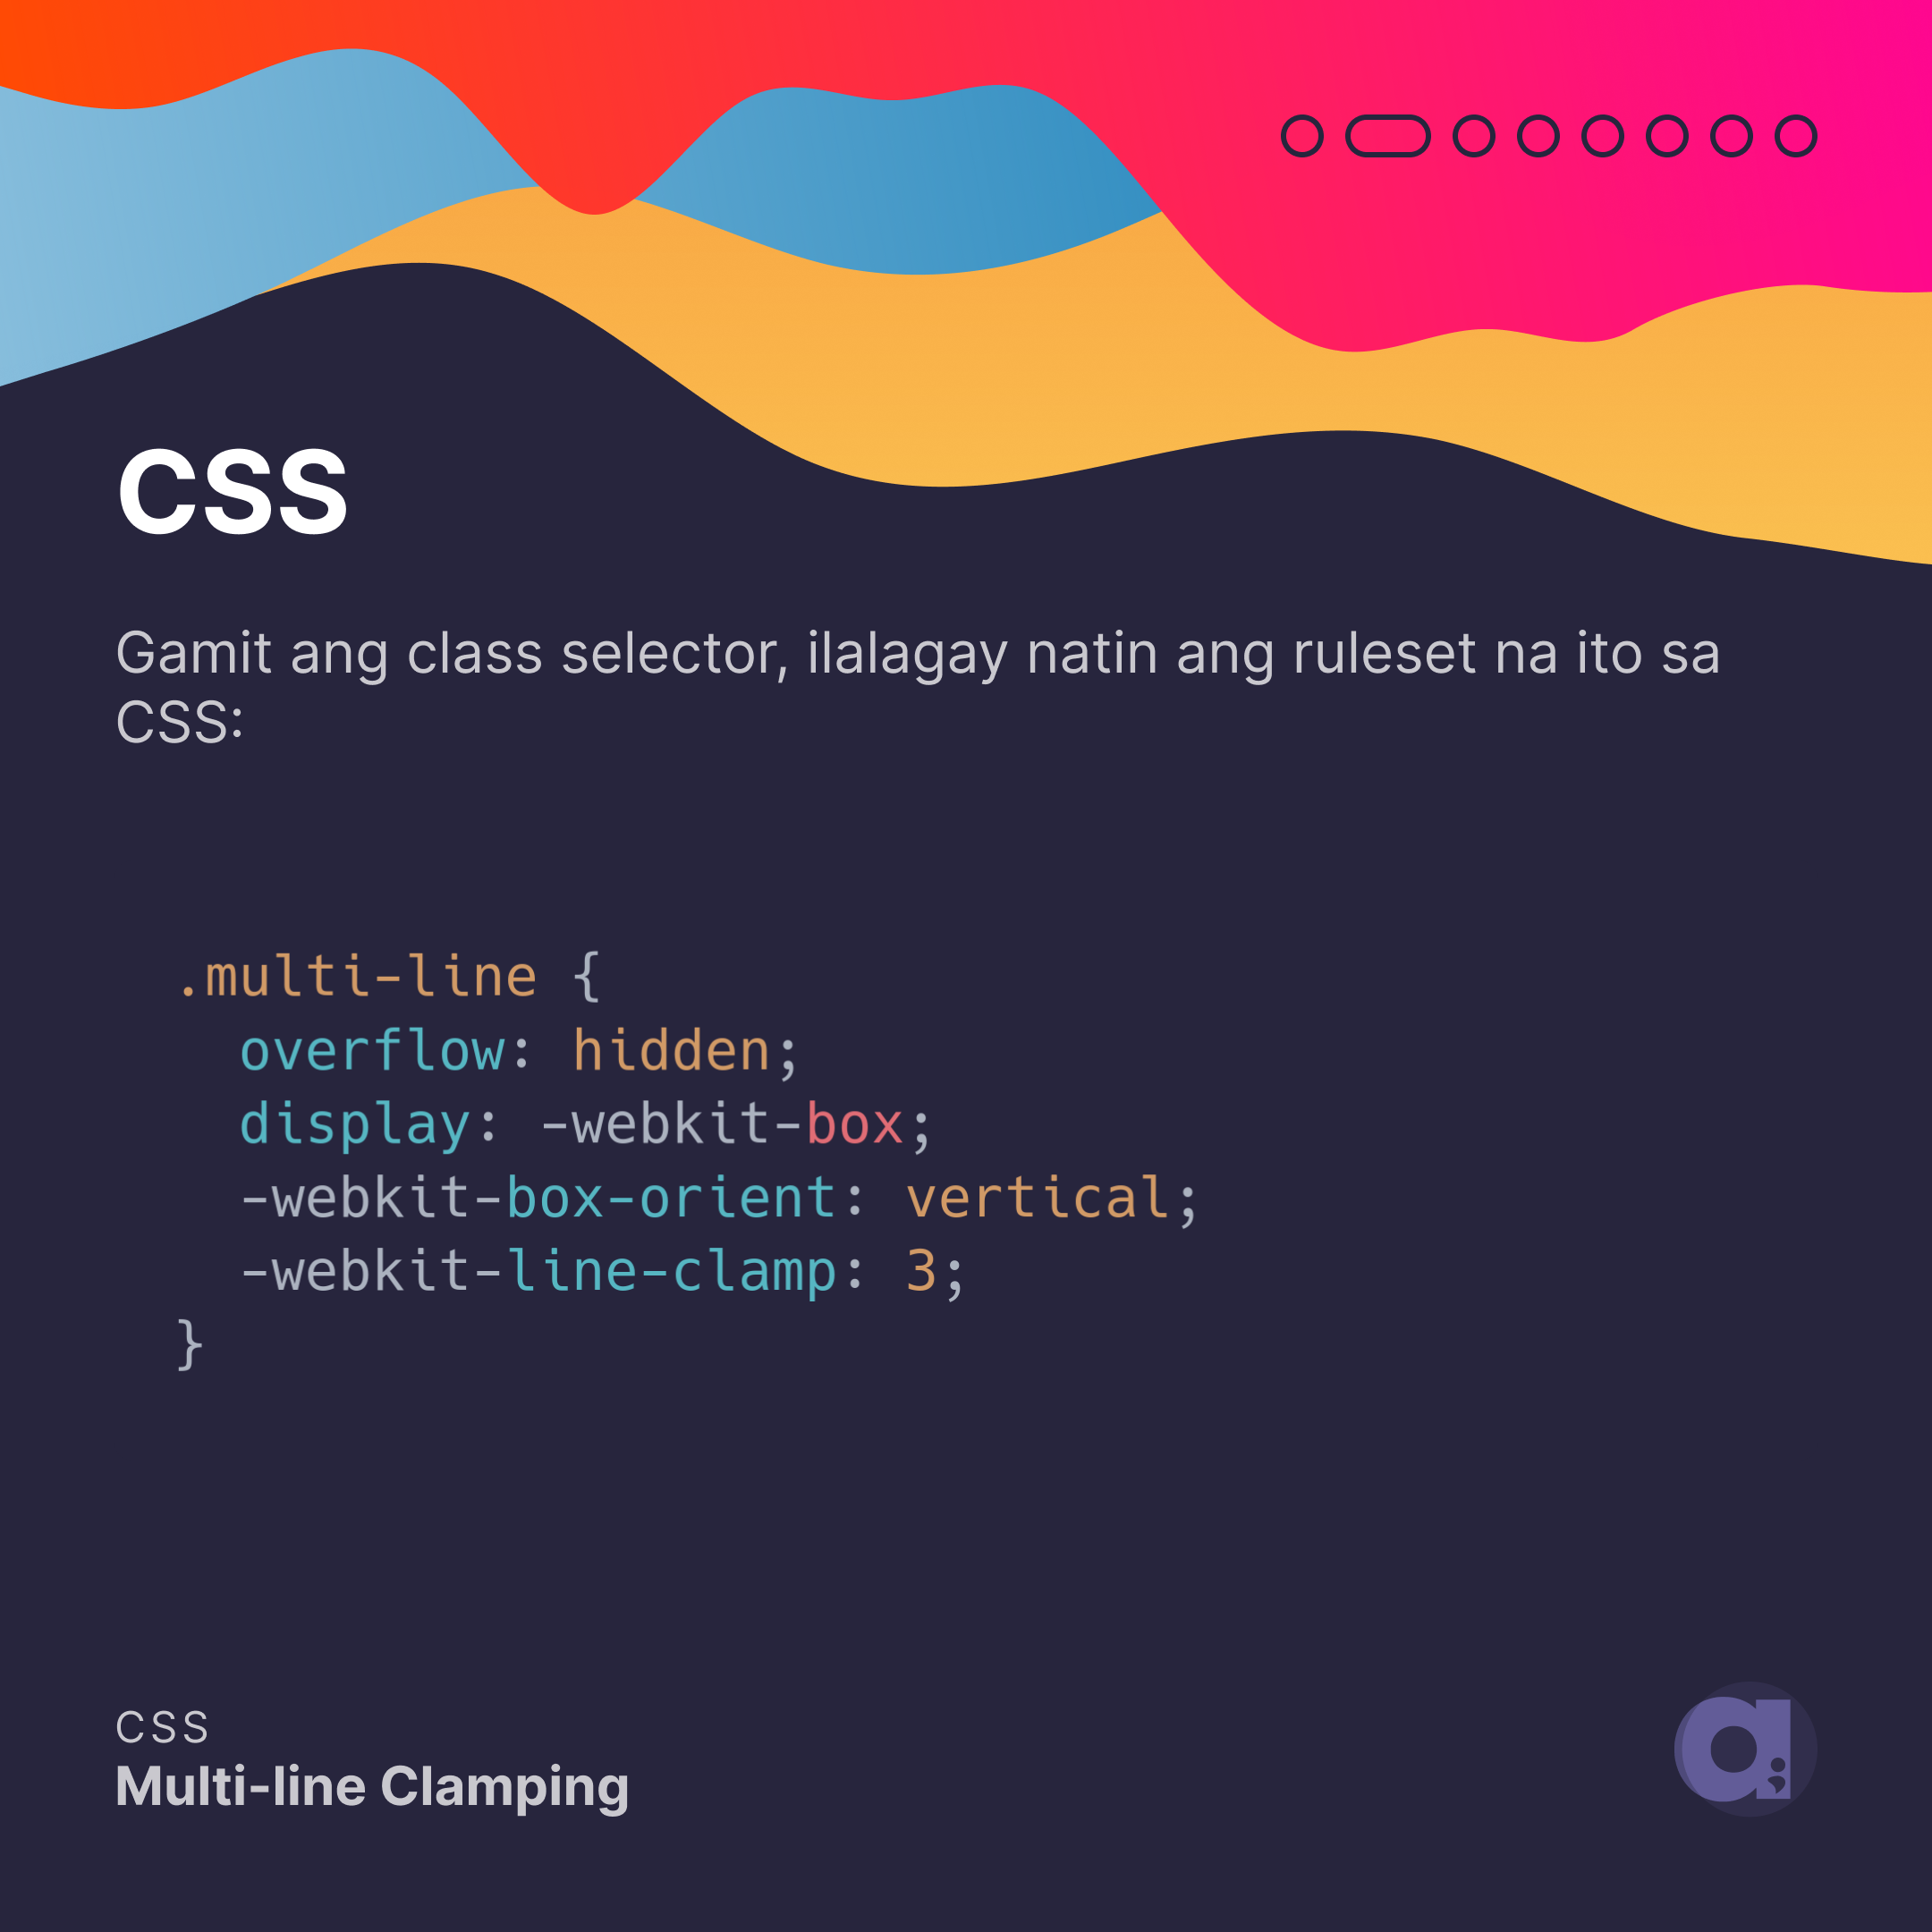 CSS
Gamit ang class selector, ilalagay natin ang ruleset na ito sa
CSS:
.multi-line {
  overflow: hidden;
  display: -webkit-box;
  -webkit-box-orient: vertical;
  -webkit-line-clamp: 3;
}
CSS
Multi-line Clamping
a;